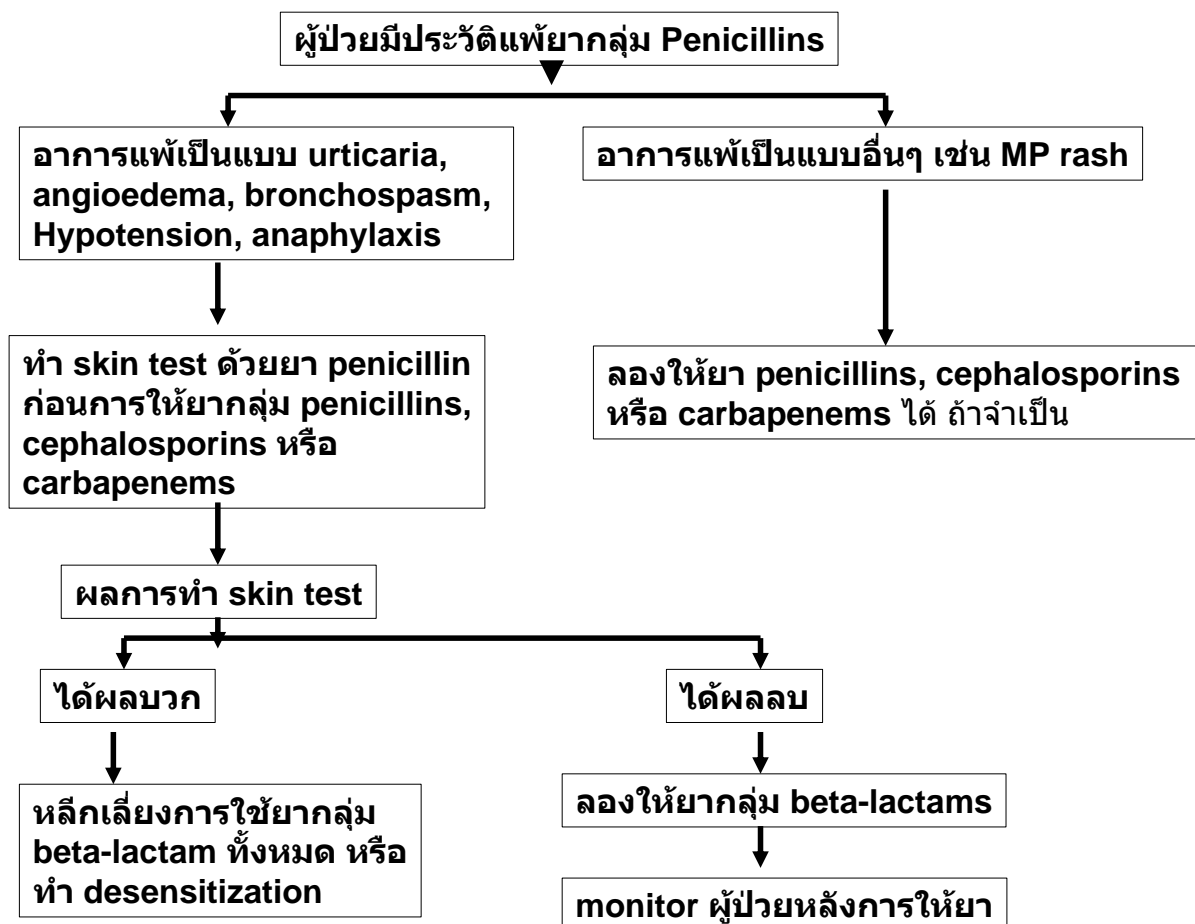 ผู้ป่วยมีประวัติแพ้ยากลุ่ม Penicillins
อาการแพ้เป็นแบบ urticaria,
angioedema, bronchospasm,
Hypotension, anaphylaxis
อาการแพ้เป็นแบบอื่นๆ เช่น MP rash
ทำ skin test ด้วยยา penicillin
ก่อนการให้ยากลุ่ม penicillins,
cephalosporins หรือ
carbapenems
ลองให้ยา penicillins, cephalosporins
หรือ carbapenems ได้ ถ้าจำเป็น
ผลการทำ skin test
ได้ผลบวก
ได้ผลลบ
หลีกเลี่ยงการใช้ยากลุ่ม
beta-lactam ทั้งหมด หรือ
ทำ desensitization
ลองให้ยากลุ่ม beta-lactams
monitor ผู้ป่วยหลังการให้ยา